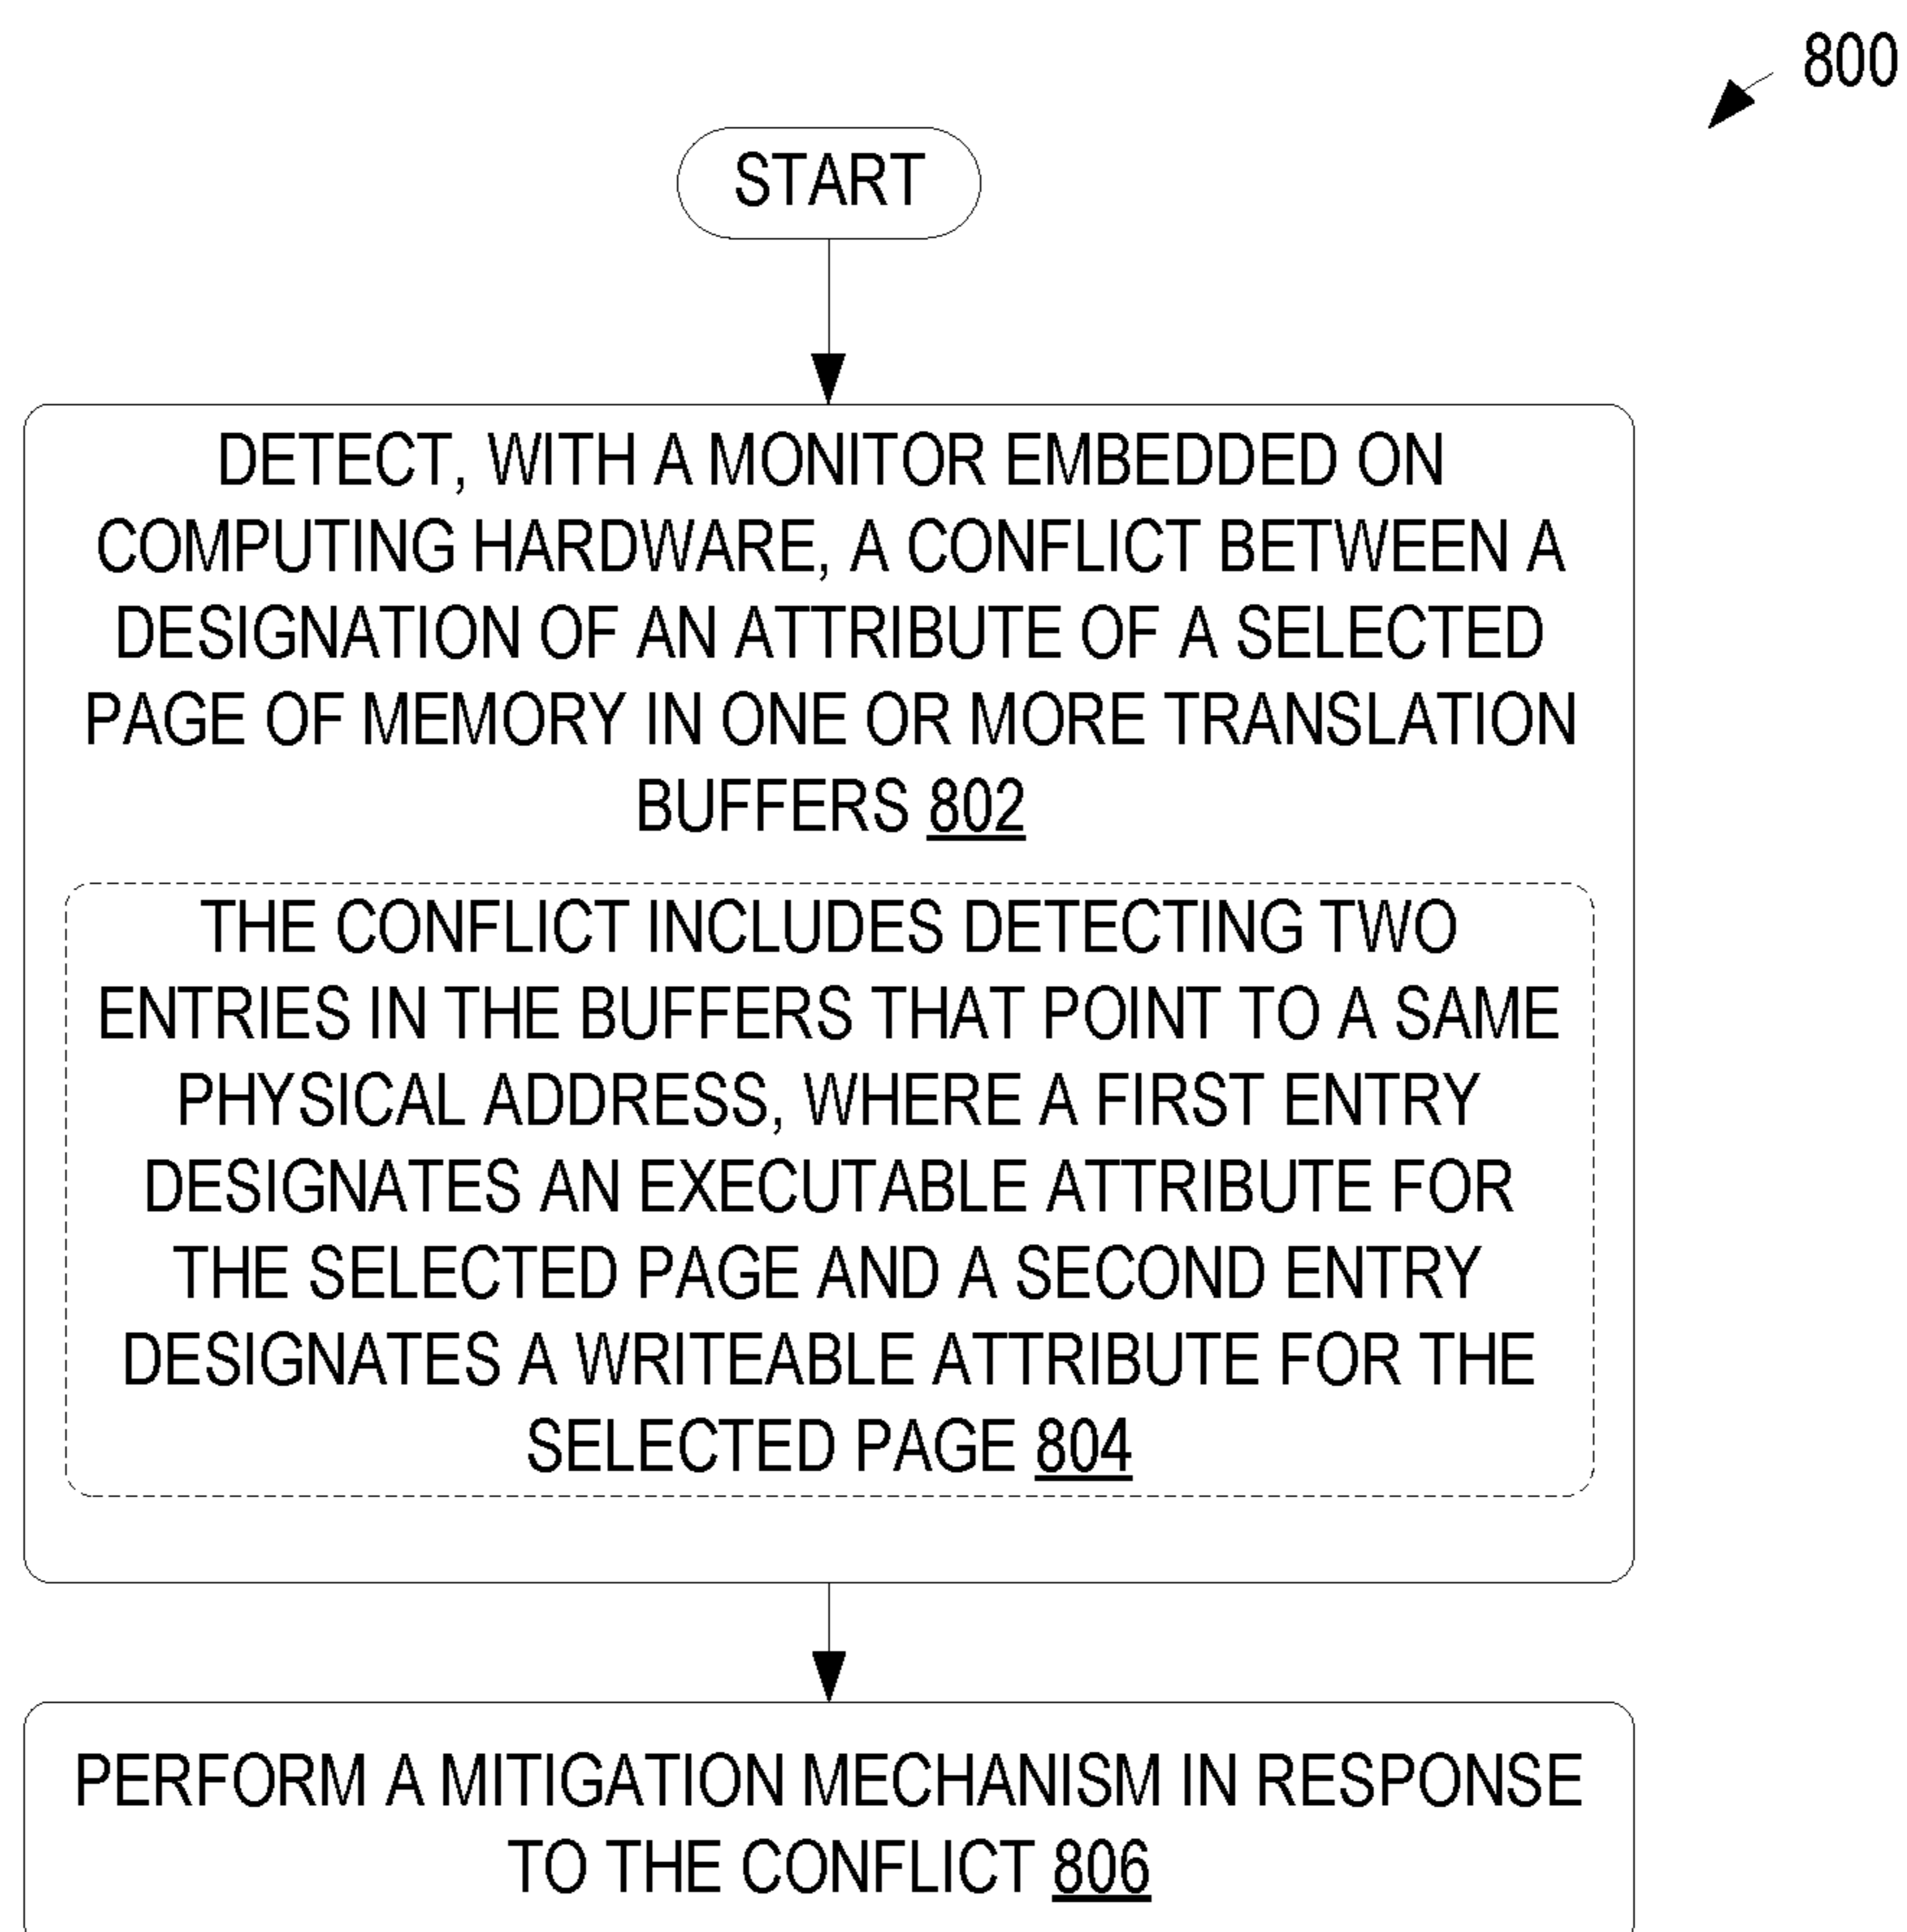 800
START
DETECT, WITH A MONITOR EMBEDDED ON
COMPUTING HARDWARE, A CONFLICT BETWEEN A
DESIGNATION OF AN ATTRIBUTE OF A SELECTED
PAGE OF MEMORY IN ONE OR MORE TRANSLATION
BUFFERS 802
THE CONFLICT INCLUDES DETECTING TWO
ENTRIES IN THE BUFFERS THAT POINT TO A SAME
PHYSICAL ADDRESS, WHERE A FIRST ENTRY
DESIGNATES AN EXECUTABLE ATTRIBUTE FOR
THE SELECTED PAGE AND A SECOND ENTRY
DESIGNATES A WRITEABLE ATTRIBUTE FOR THE
SELECTED PAGE 804
PERFORM A MITIGATION MECHANISM IN RESPONSE
TO THE CONFLICT 806